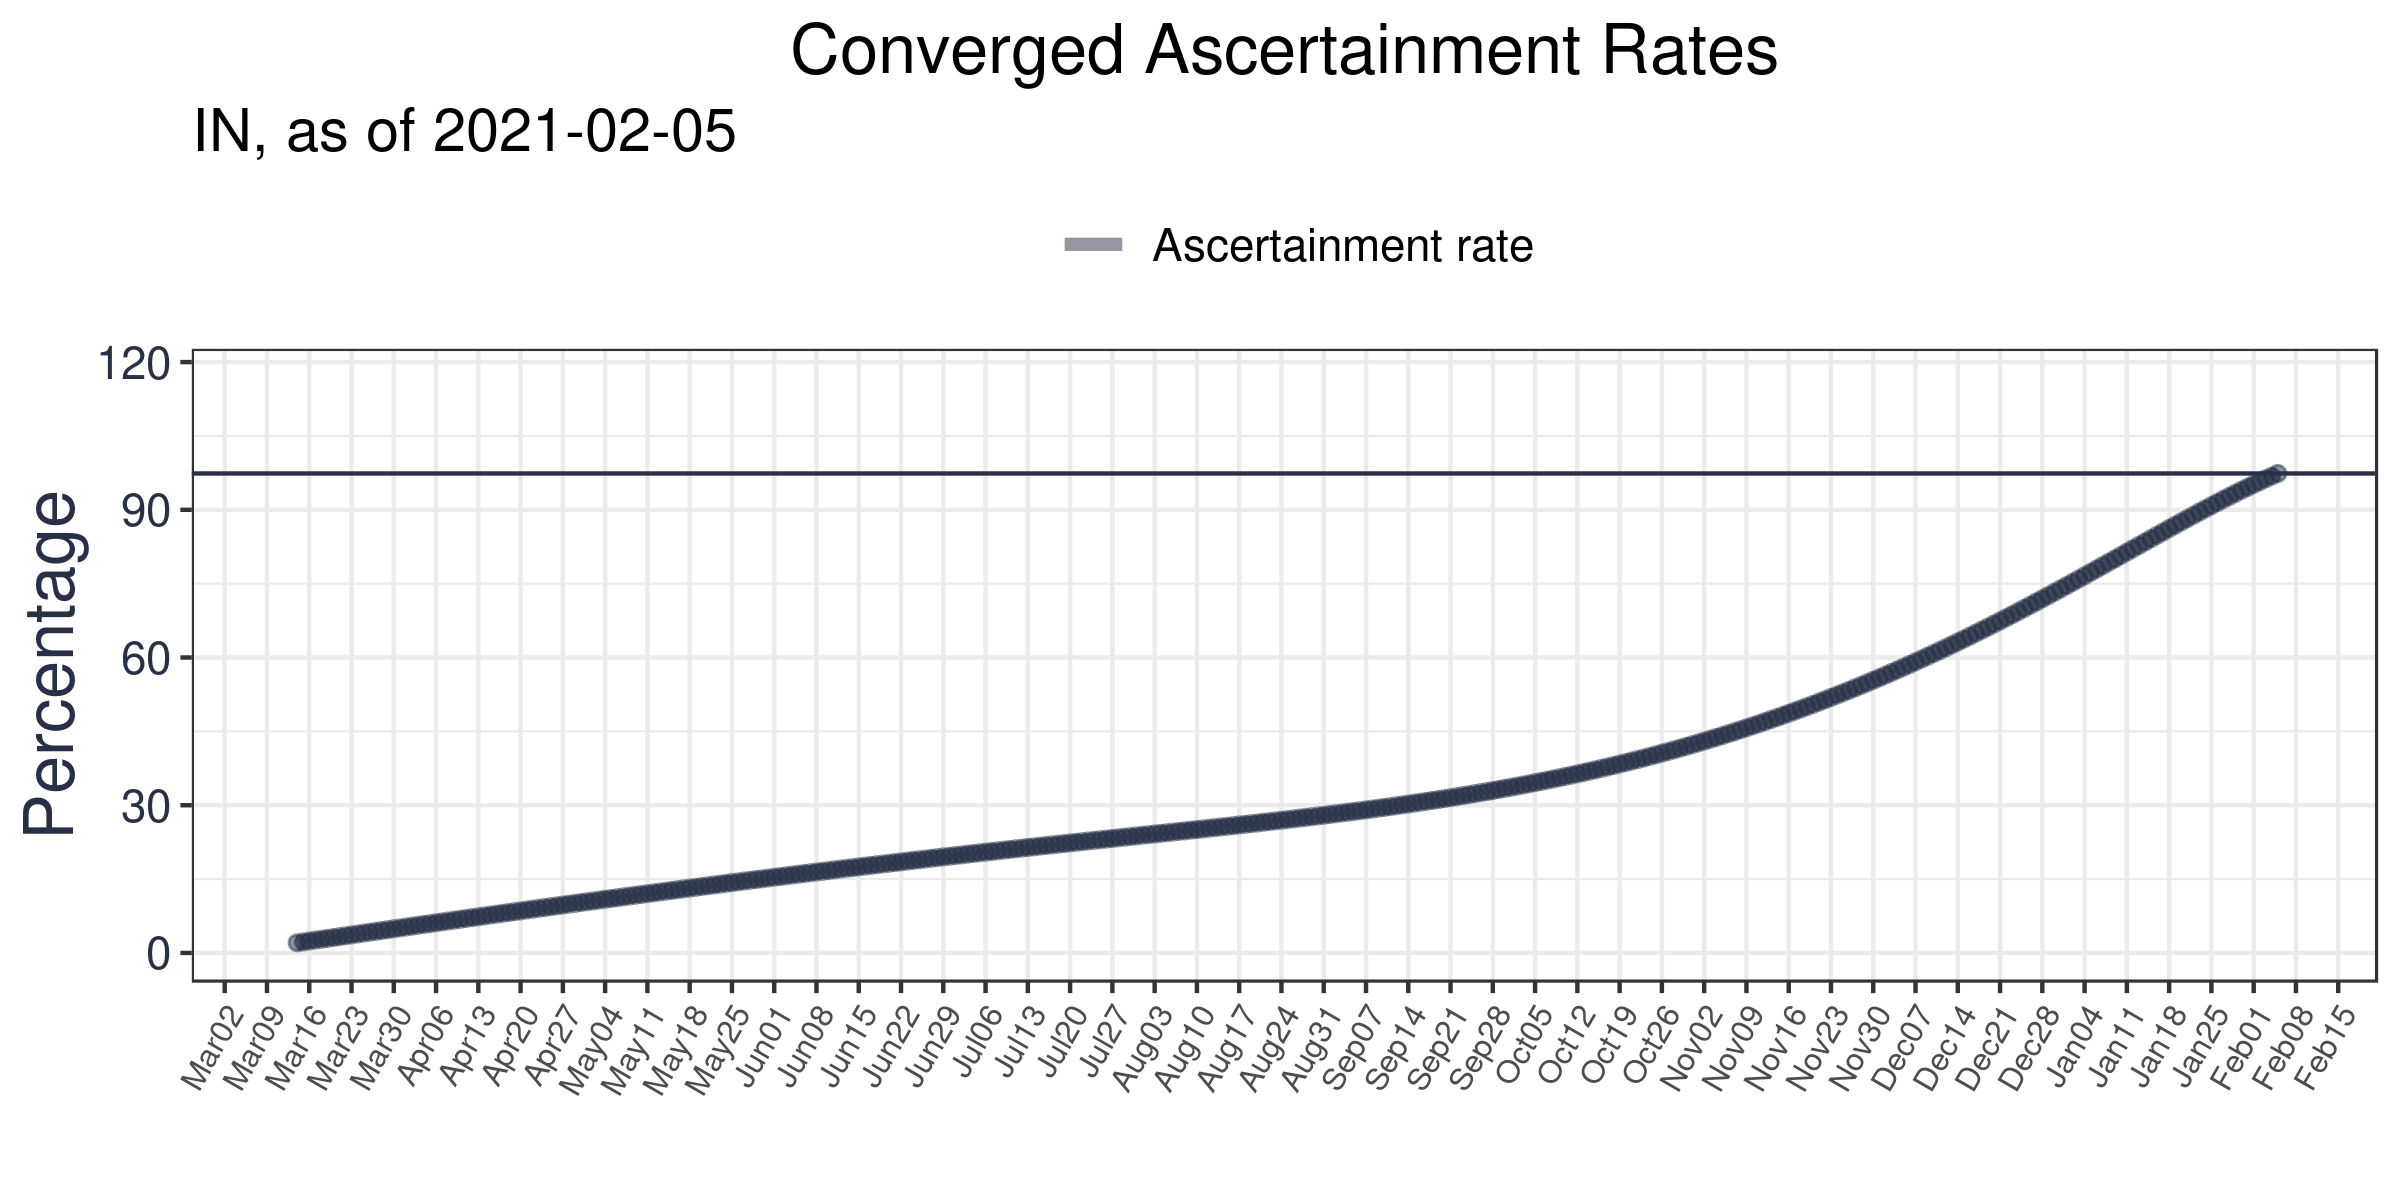 Converged Ascertainment Rates
IN, as of 2021-02-05
Ascertainment rate
Percentage
120
90
60
30
0
Mar02 Mar09 Mar16 Mar23 Mar30 Apr06 Apr13 Apr20 Apr27 May04 May11 May18 May25 Jun01 Jun08 Jun15 Jun22 Jun29 Jul06 Jul13 Jul20 Jul27 Aug03 Aug10 Aug17 Aug24 Aug31 Sep07 Sep14 Sep21 Sep28 Oct05 Oct12 Oct19 Oct26 Nov02 Nov09 Nov16 Nov23 Nov30 Dec07 Dec14 Dec21 Dec28 Jan04 Jan11 Jan18 Jan25 Feb01 Feb08 Feb15